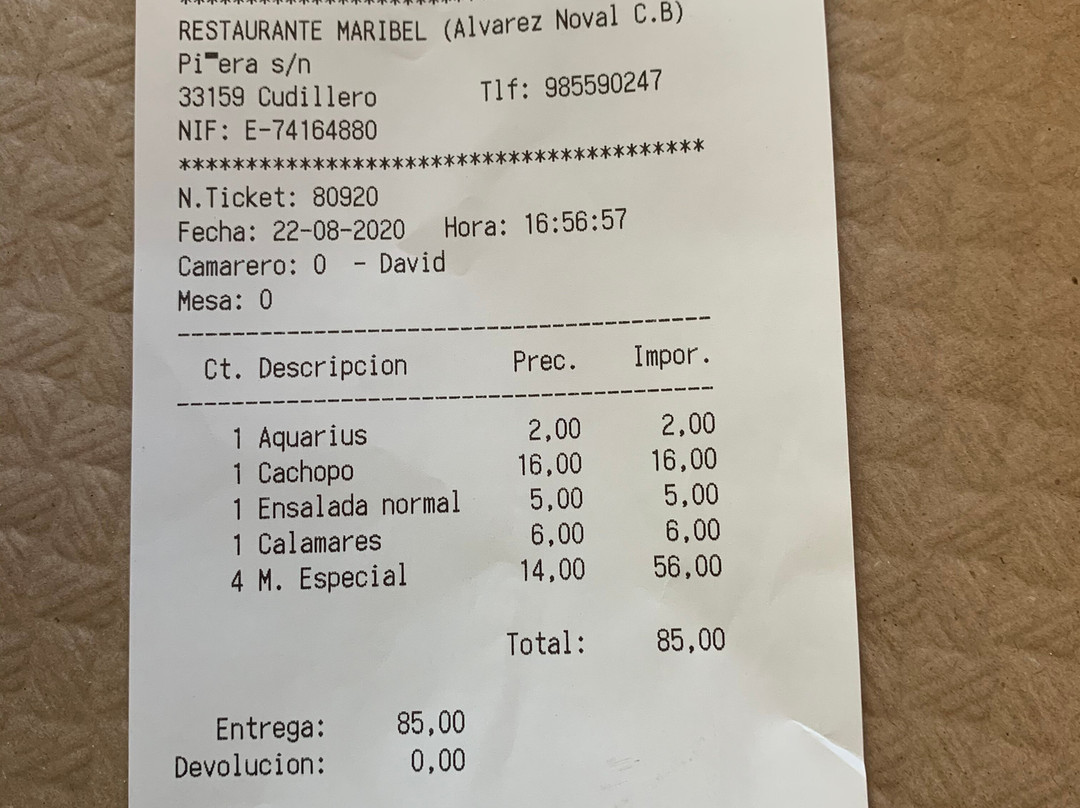 RESTAURANTE MARIBEL (Alvarez Noval C.B)
Pi▀era s/n
33159 Cudillero Tlf: 985590247
NIF: E-74164880
****************************************
N.Ticket: 80920
Fecha: 22-08-2020 Hora: 16:56:57
Camarero: 0 - David
Mesa: 0
----------------------------------------
Ct. Descripcion Prec. Impor.
----------------------------------------
1 Aquarius 2,00 2,00
1 Cachopo 16,00 16,00
1 Ensalada normal 5,00 5,00
1 Calamares 6,00 6,00
4 M. Especial 14,00 56,00
Total: 85,00
Entrega: 85,00
Devolucion: 0,00